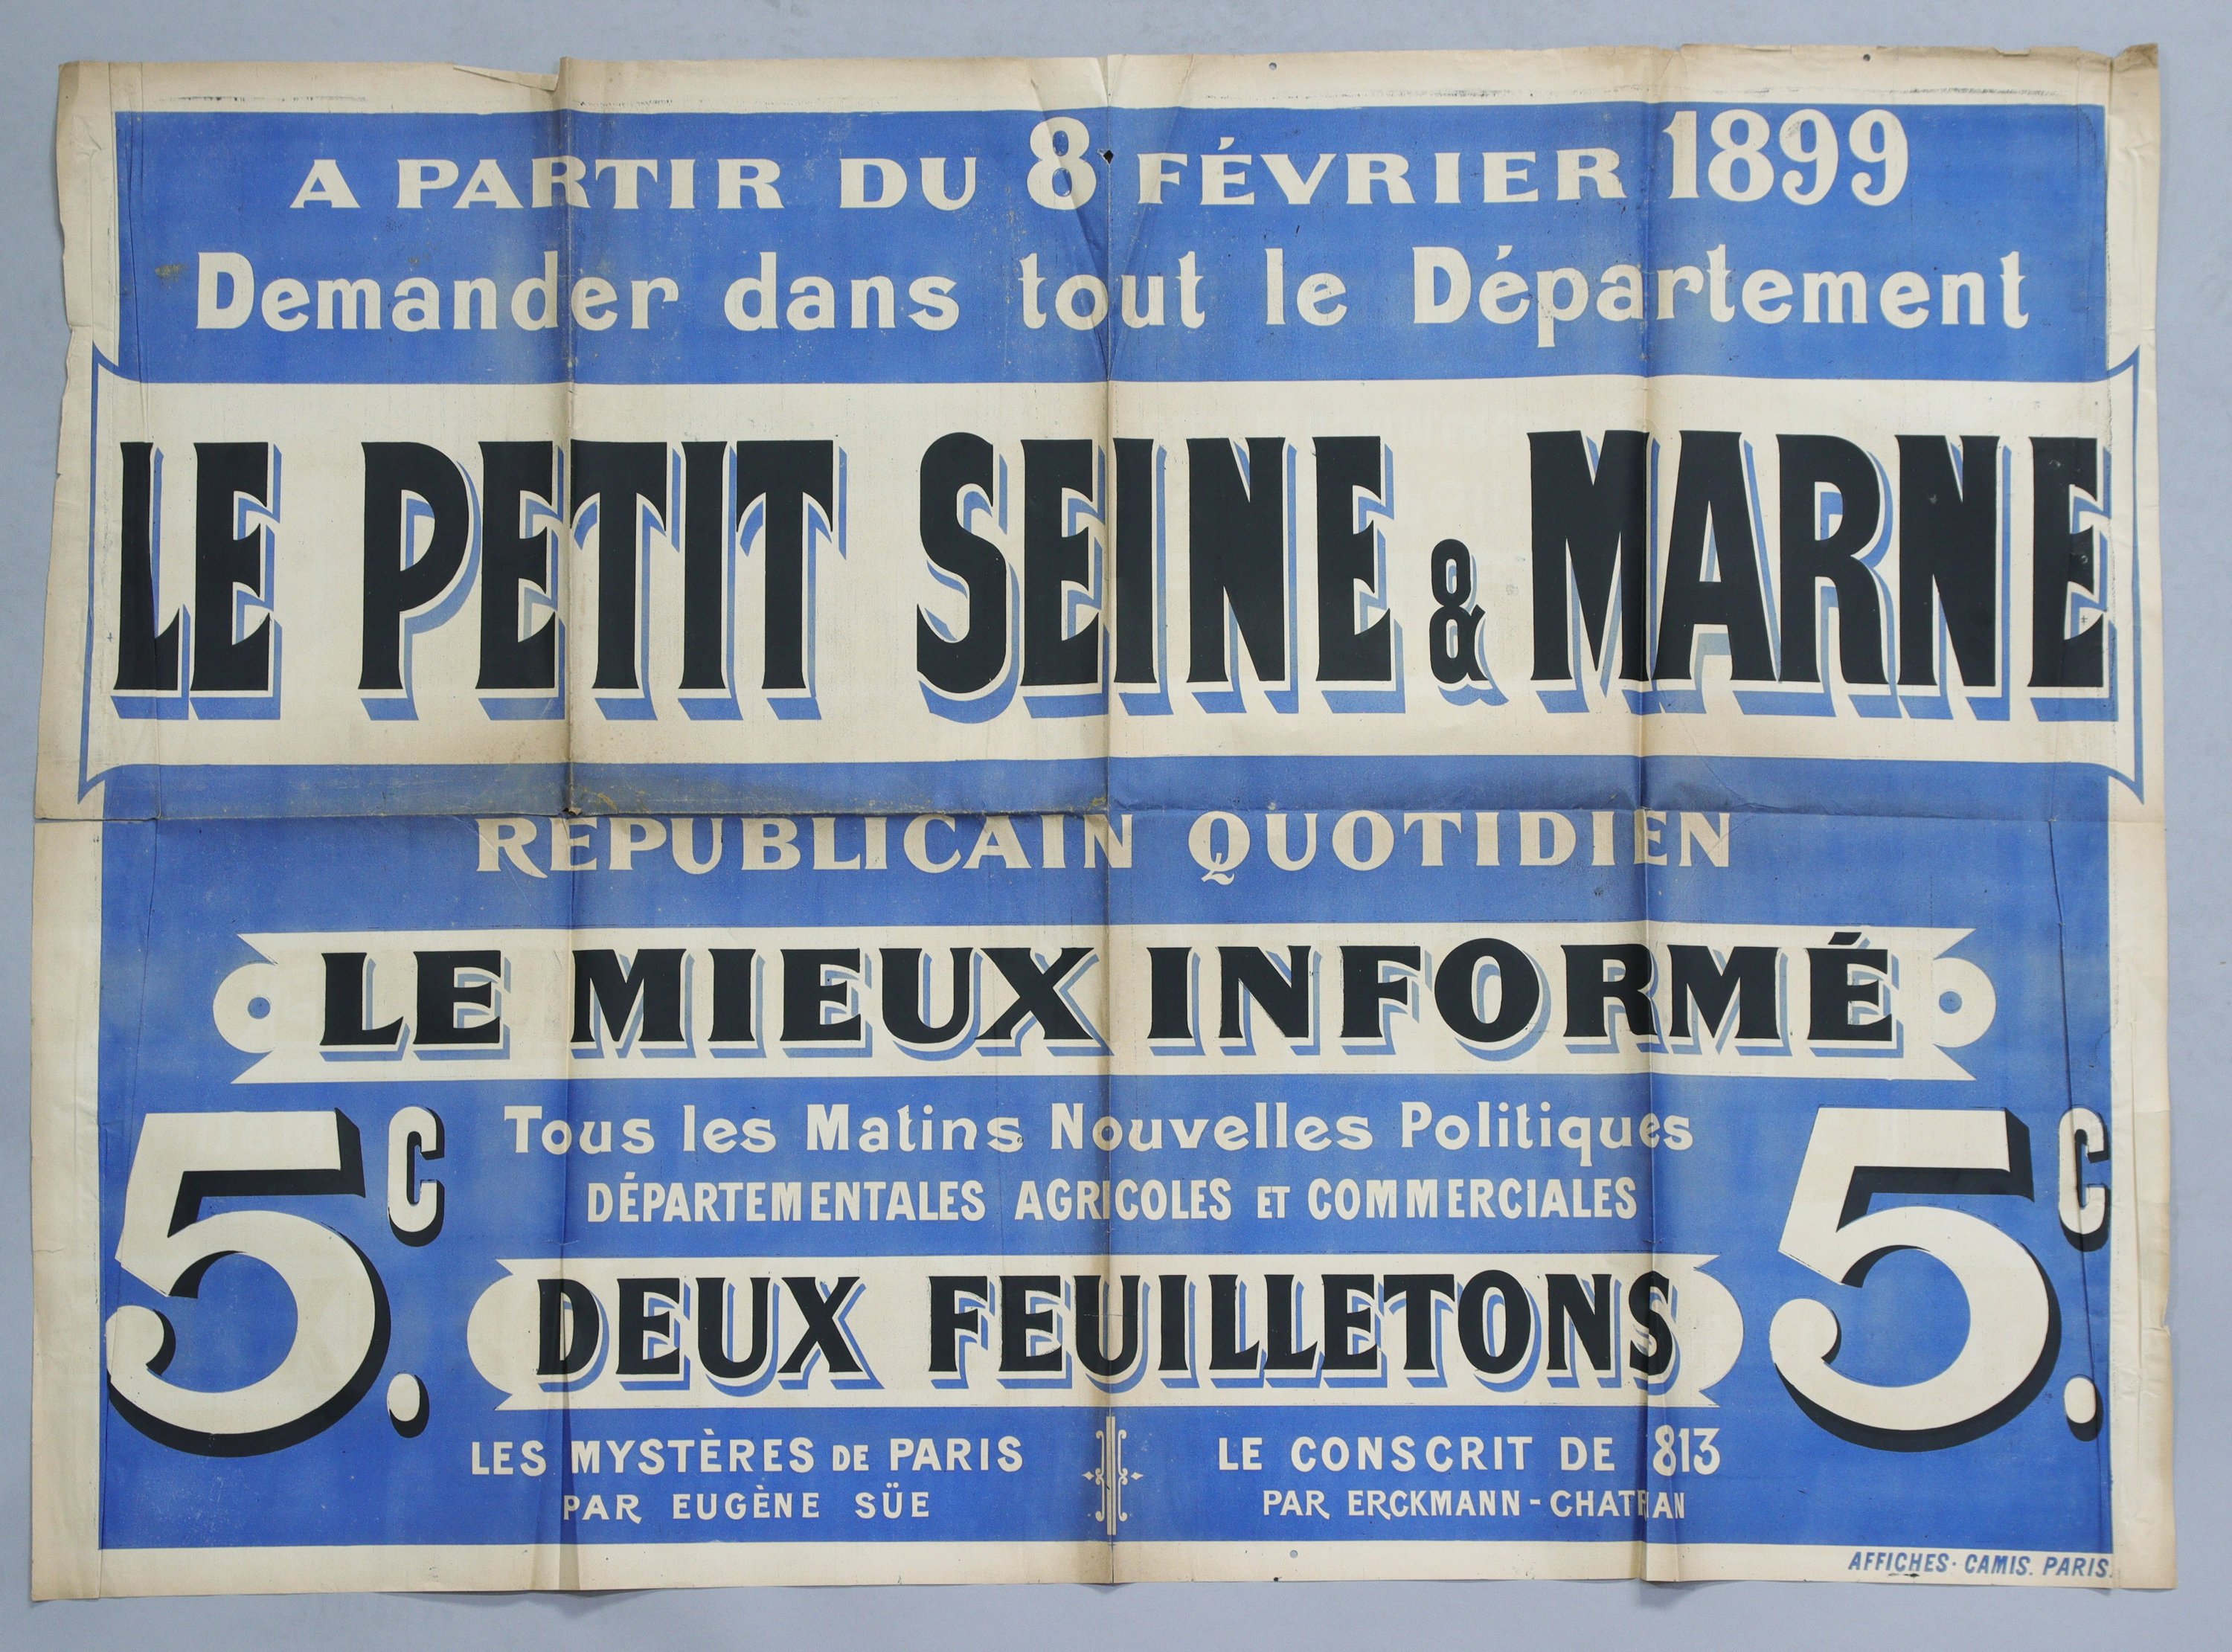 A PARTIR DU 8 FÉVRIER 1899
Demander dans tout le Département
LE PETIT SEINE & MARNE
REPUBLICAIN QUOTIDIEN
LE MIEUX INFORMÉ
5c.
Tous les Matins Nouvelles Politiques
DÉPARTEMENTALES AGRICOLES ET COMMERCIALES
5c.
DEUX FEUILLETONS
LES MYSTÈRES DE PARIS
PAR EUGÈNE SÜE
LE CONSCRIT DE 813
PAR ERCKMANN-CHATRIAN
AFFICHES-CAMIS. PARIS.